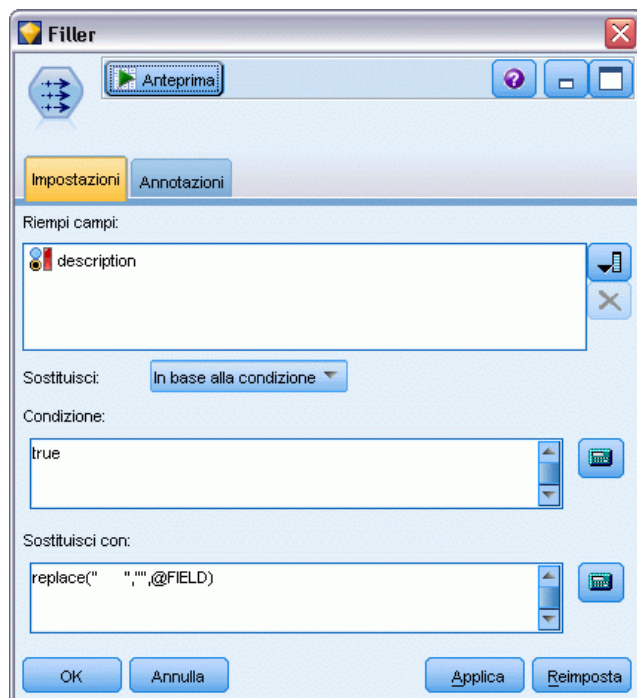 Filler
Anteprima
Impostazioni Annotazioni
Riempi campi:
description
Sostituisci: In base alla condizione
Condizione:
true
Sostituisci con:
replace("      ","",@FIELD)
OK Annulla Applica Reimposta